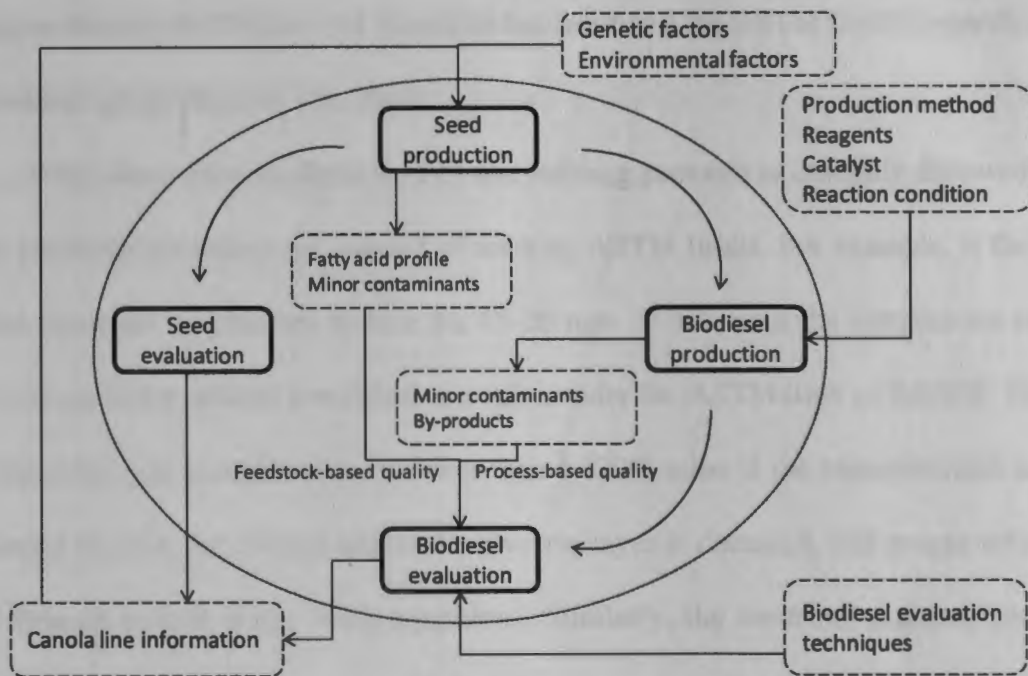 Genetic factors
Environmental factors
Production method
Reagents
Catalyst
Reaction condition
Seed
production
Fatty acid profile
Minor contaminants
Seed
evaluation
Biodiesel
production
Minor contaminants
By-products
Feedstock-based quality
Process-based quality
Biodiesel
evaluation
Canola line information
Biodiesel evaluation
techniques